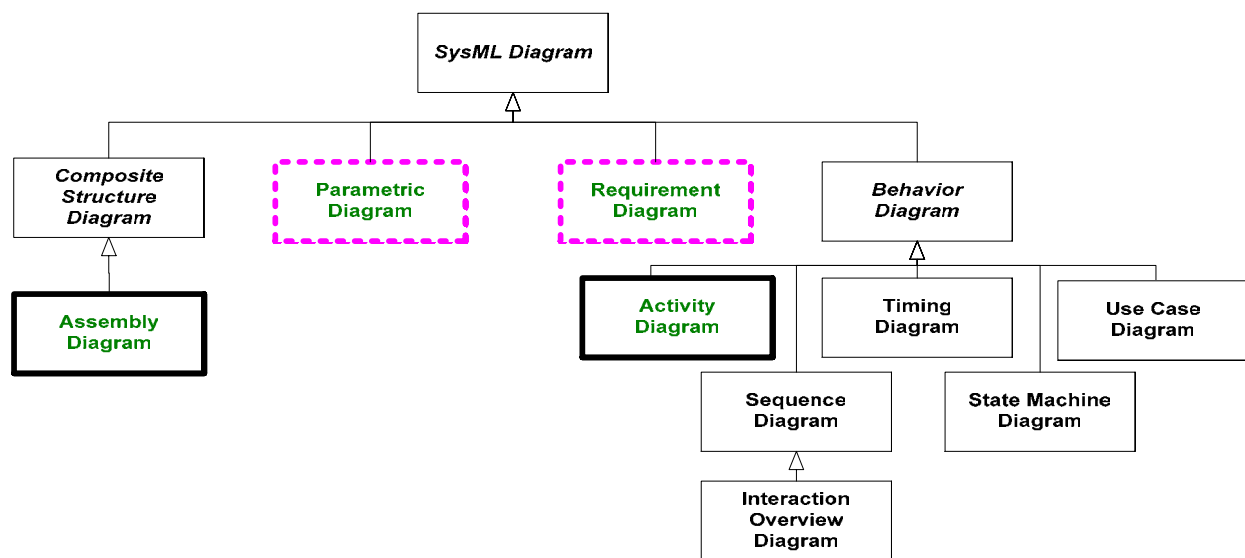 SysML Diagram
Composite
Structure
Diagram
Parametric
Diagram
Requirement
Diagram
Behavior
Diagram
Assembly
Diagram
Activity
Diagram
Timing
Diagram
Use Case
Diagram
Sequence
Diagram
State Machine
Diagram
Interaction
Overview
Diagram